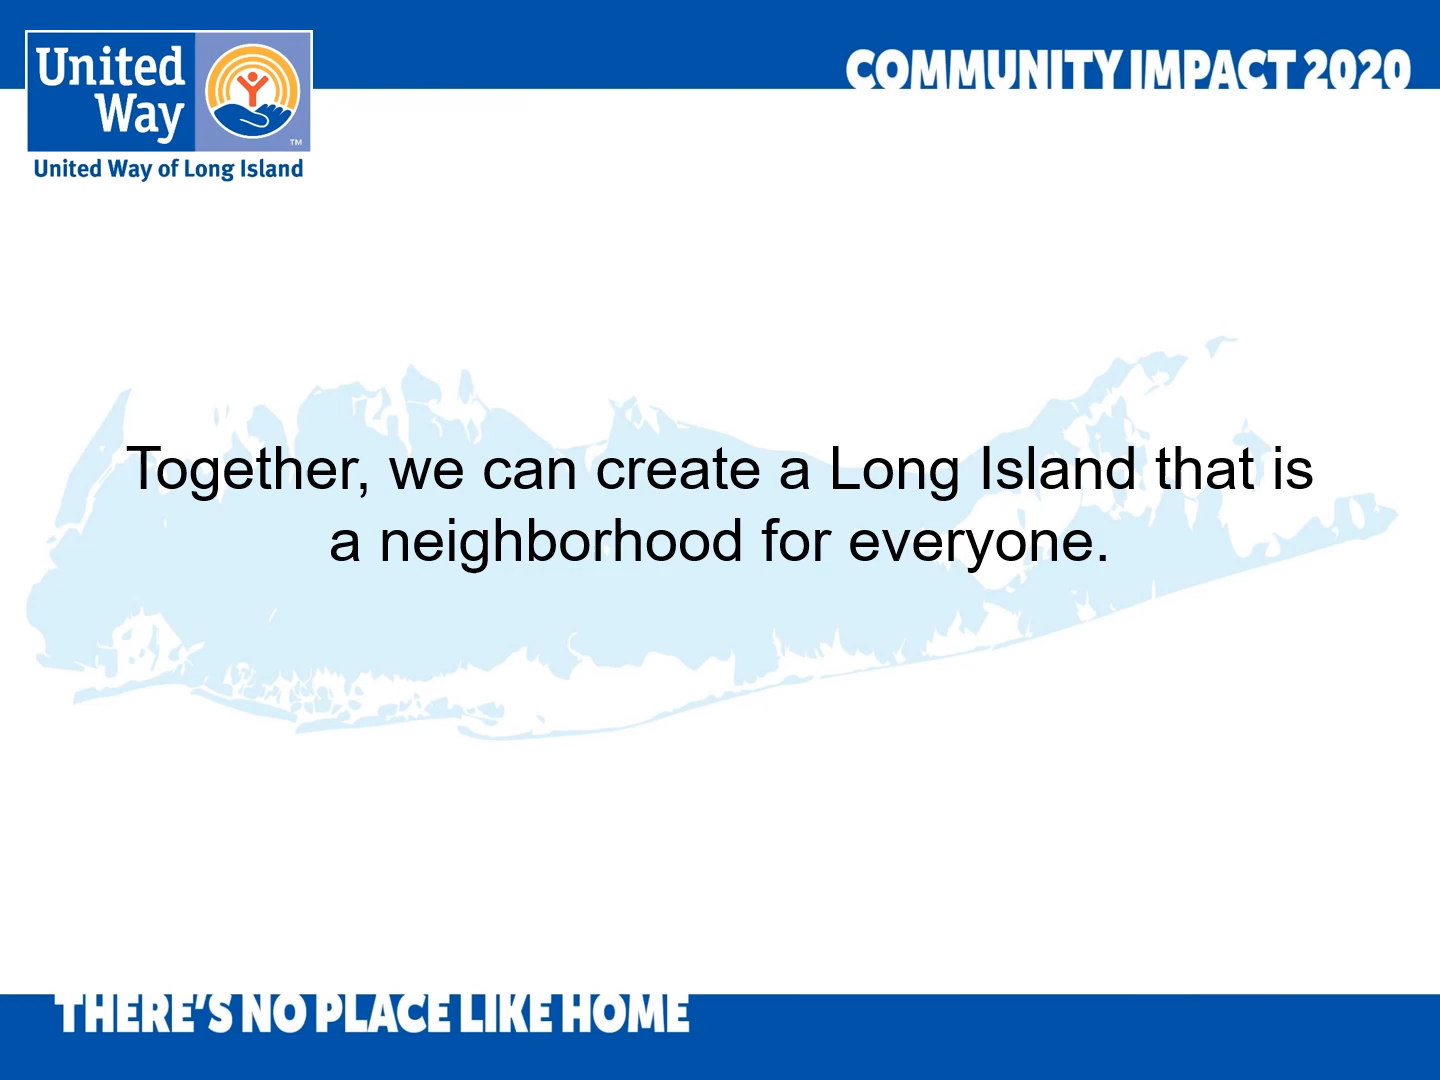 United
Way
TM
United Way of Long Island
COMMUNITY IMPACT 2020
Together, we can create a Long Island that is
a neighborhood for everyone.
THERE'S NO PLACE LIKE HOME